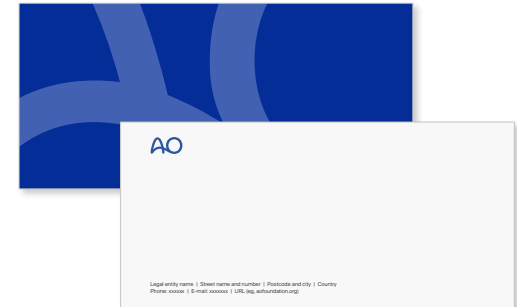 AO
Legal entity name | Street name and number | Postcode and city | Country
Phone: xxxxxx | E-mail: xxxxxxx | URL (eg, aofoundation.org)